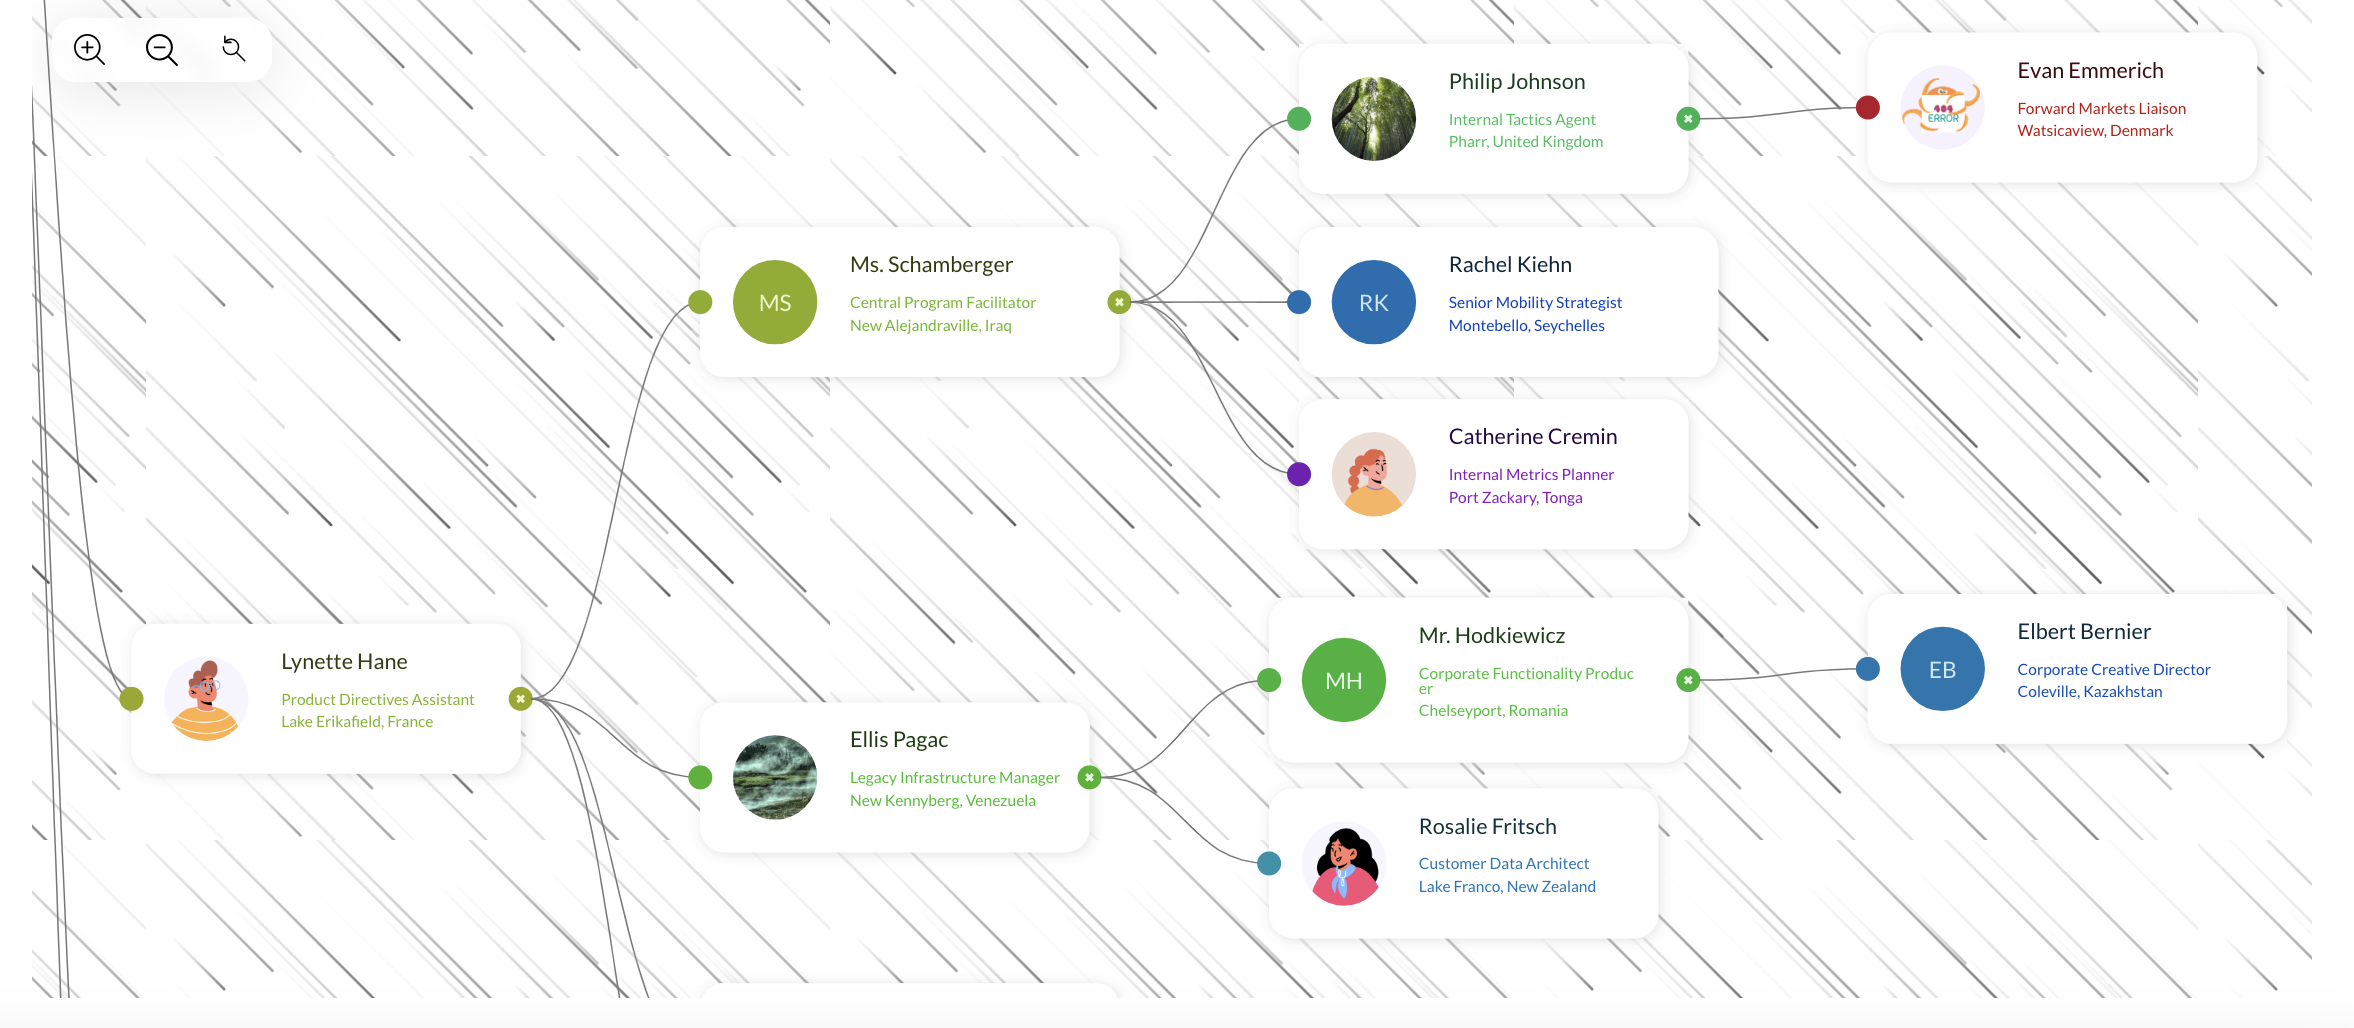 Philip Johnson
Internal Tactics Agent
Pharr, United Kingdom
Evan Emmerich
Forward Markets Liaison
Watsicaview, Denmark
404
ERROR
MS
Ms. Schamberger
Central Program Facilitator
New Alejandraville, Iraq
RK
Rachel Kiehn
Senior Mobility Strategist
Montebello, Seychelles
Catherine Cremin
Internal Metrics Planner
Port Zackary, Tonga
Lynette Hane
Product Directives Assistant
Lake Erikafield, France
Ellis Pagac
Legacy Infrastructure Manager
New Kennyberg, Venezuela
MH
Mr. Hodkiewicz
Corporate Functionality Produc
er
Chelseyport, Romania
EB
Elbert Bernier
Corporate Creative Director
Coleville, Kazakhstan
Rosalie Fritsch
Customer Data Architect
Lake Franco, New Zealand